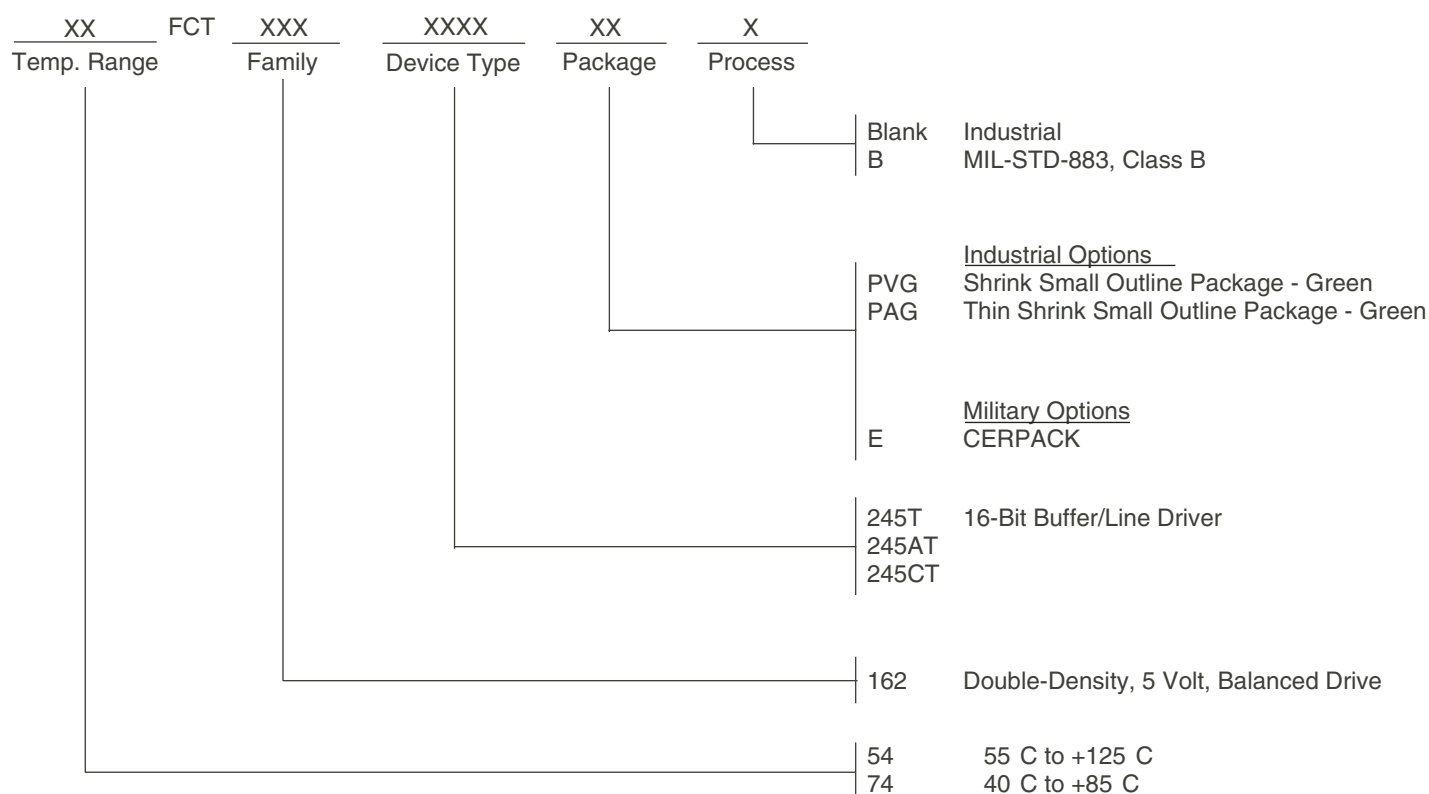 XX FCT XXX XXXX XX X
Temp. Range Family Device Type Package Process
Blank Industrial
B MIL-STD-883, Class B
Industrial Options
PVG Shrink Small Outline Package - Green
PAG Thin Shrink Small Outline Package - Green
Military Options
E CERPACK
245T 16-Bit Buffer/Line Driver
245AT
245CT
162 Double-Density, 5 Volt, Balanced Drive
54 55 C to +125 C
74 40 C to +85 C